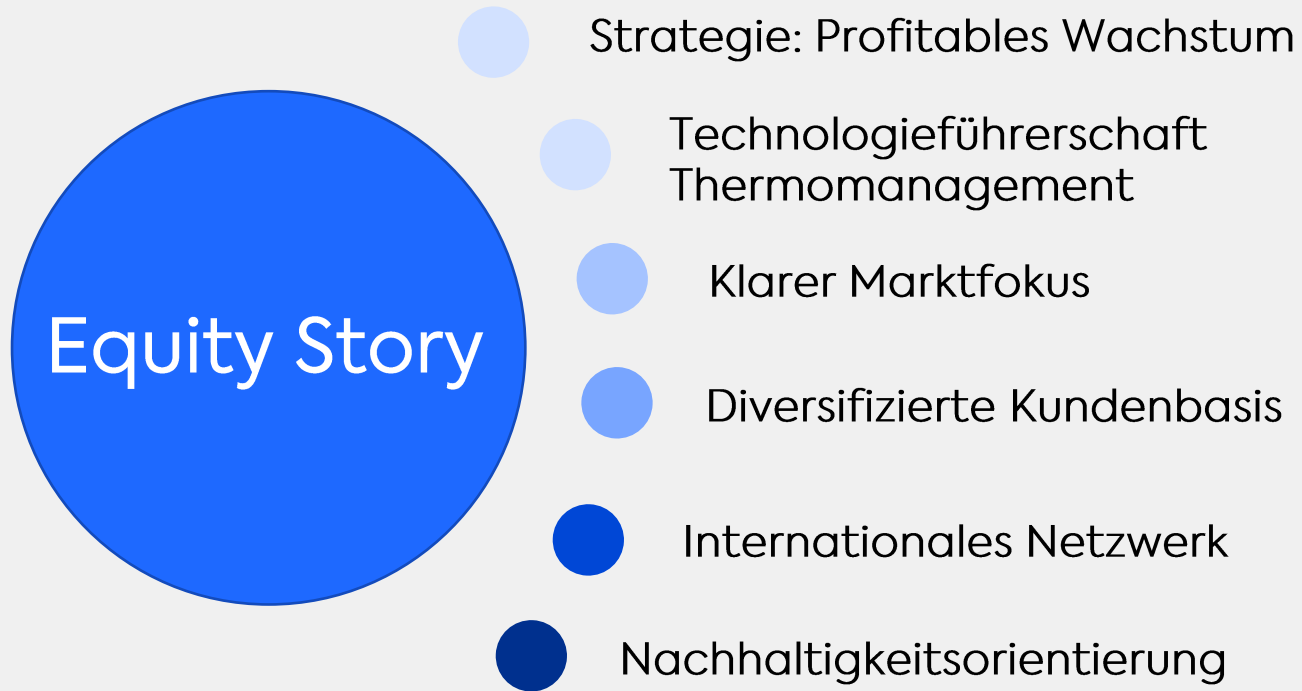 Strategie: Profitables Wachstum
Technologieführerschaft
Thermomanagement
Klarer Marktfokus
Equity Story
Diversifizierte Kundenbasis
Internationales Netzwerk
Nachhaltigkeitsorientierung